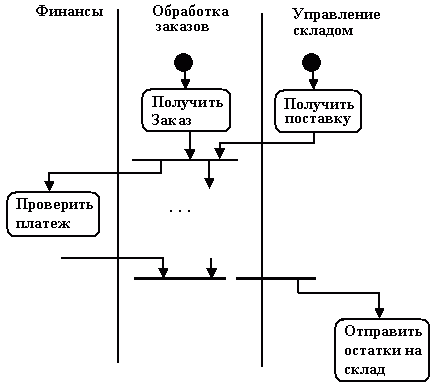 Финансы
Обработка
заказов
Управление
складом
Получить
Заказ
Получить
поставку
Проверить
платеж
. . .
Отправить
остатки на
склад